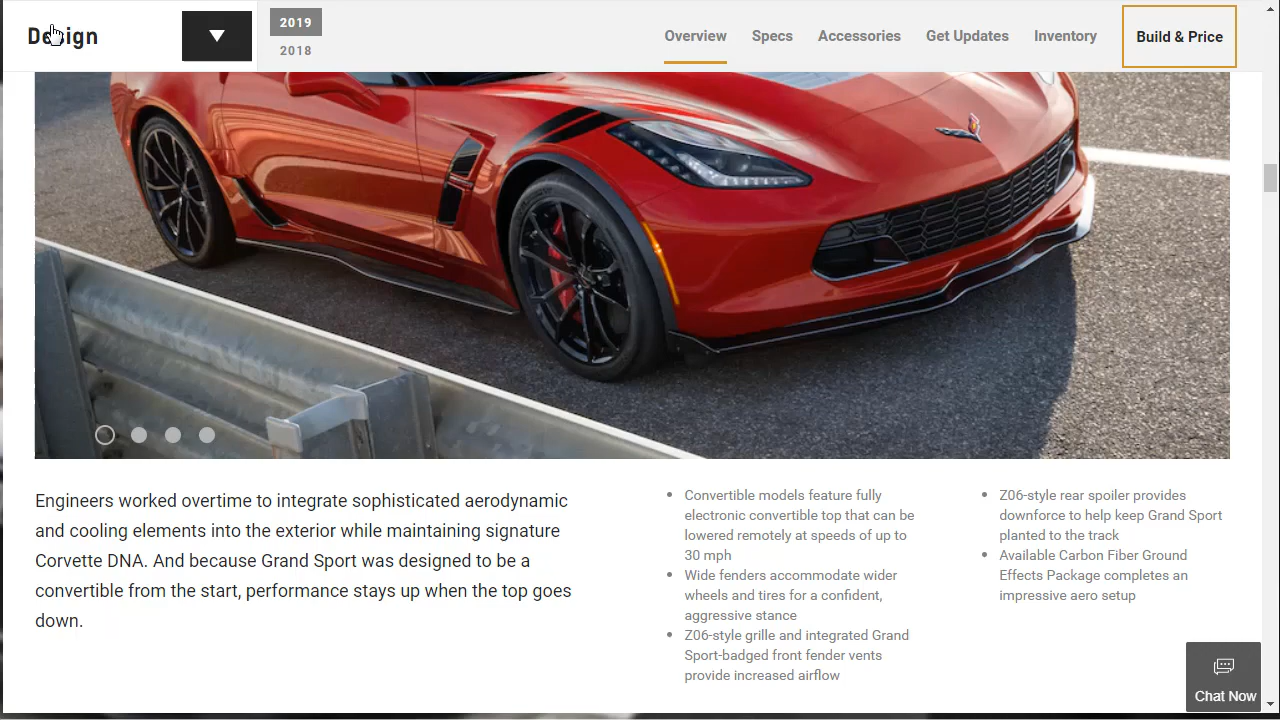 Design
2019
2018
Overview
Specs
Accessories
Get Updates
Inventory
Build & Price
Engineers worked overtime to integrate sophisticated aerodynamic
and cooling elements into the exterior while maintaining signature
Corvette DNA. And because Grand Sport was designed to be a
convertible from the start, performance stays up when the top goes
down.
• Convertible models feature fully
electronic convertible top that can be
lowered remotely at speeds of up to
30 mph
• Wide fenders accommodate wider
wheels and tires for a confident,
aggressive stance
• Z06-style grille and integrated Grand
Sport-badged front fender vents
provide increased airflow
• Z06-style rear spoiler provides
downforce to help keep Grand Sport
planted to the track
• Available Carbon Fiber Ground
Effects Package completes an
impressive aero setup
Chat Now